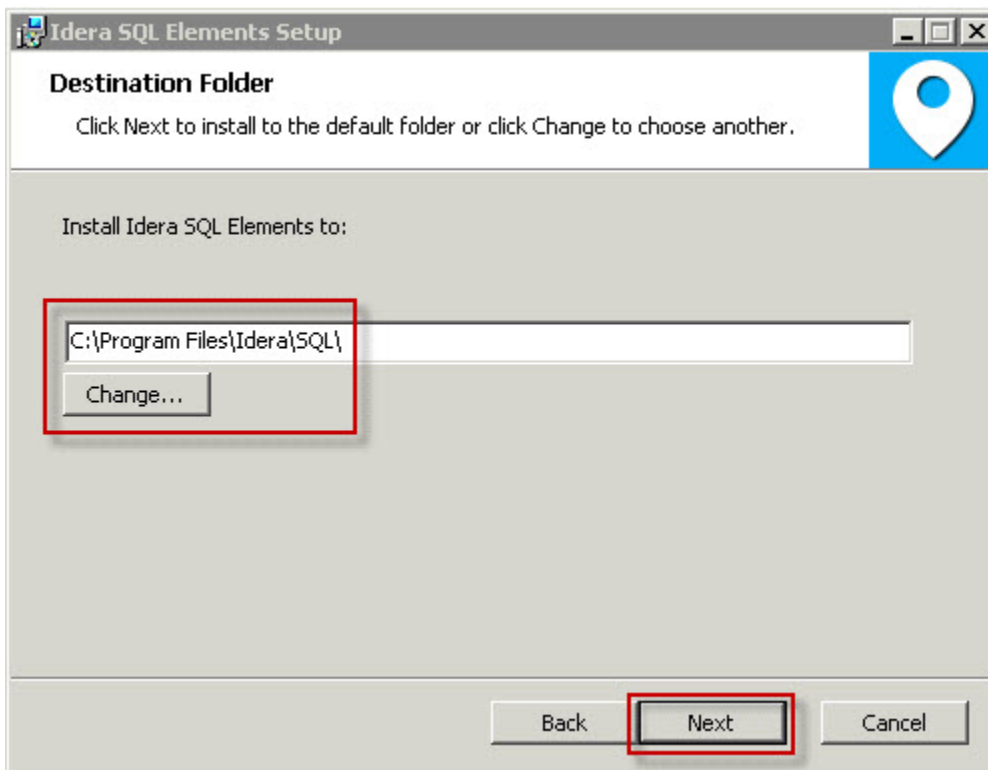 Idera SQL Elements Setup
Destination Folder
Click Next to install to the default folder or click Change to choose another.
Install Idera SQL Elements to:
C:\Program Files\Idera\SQL\
Change...
Back Next Cancel